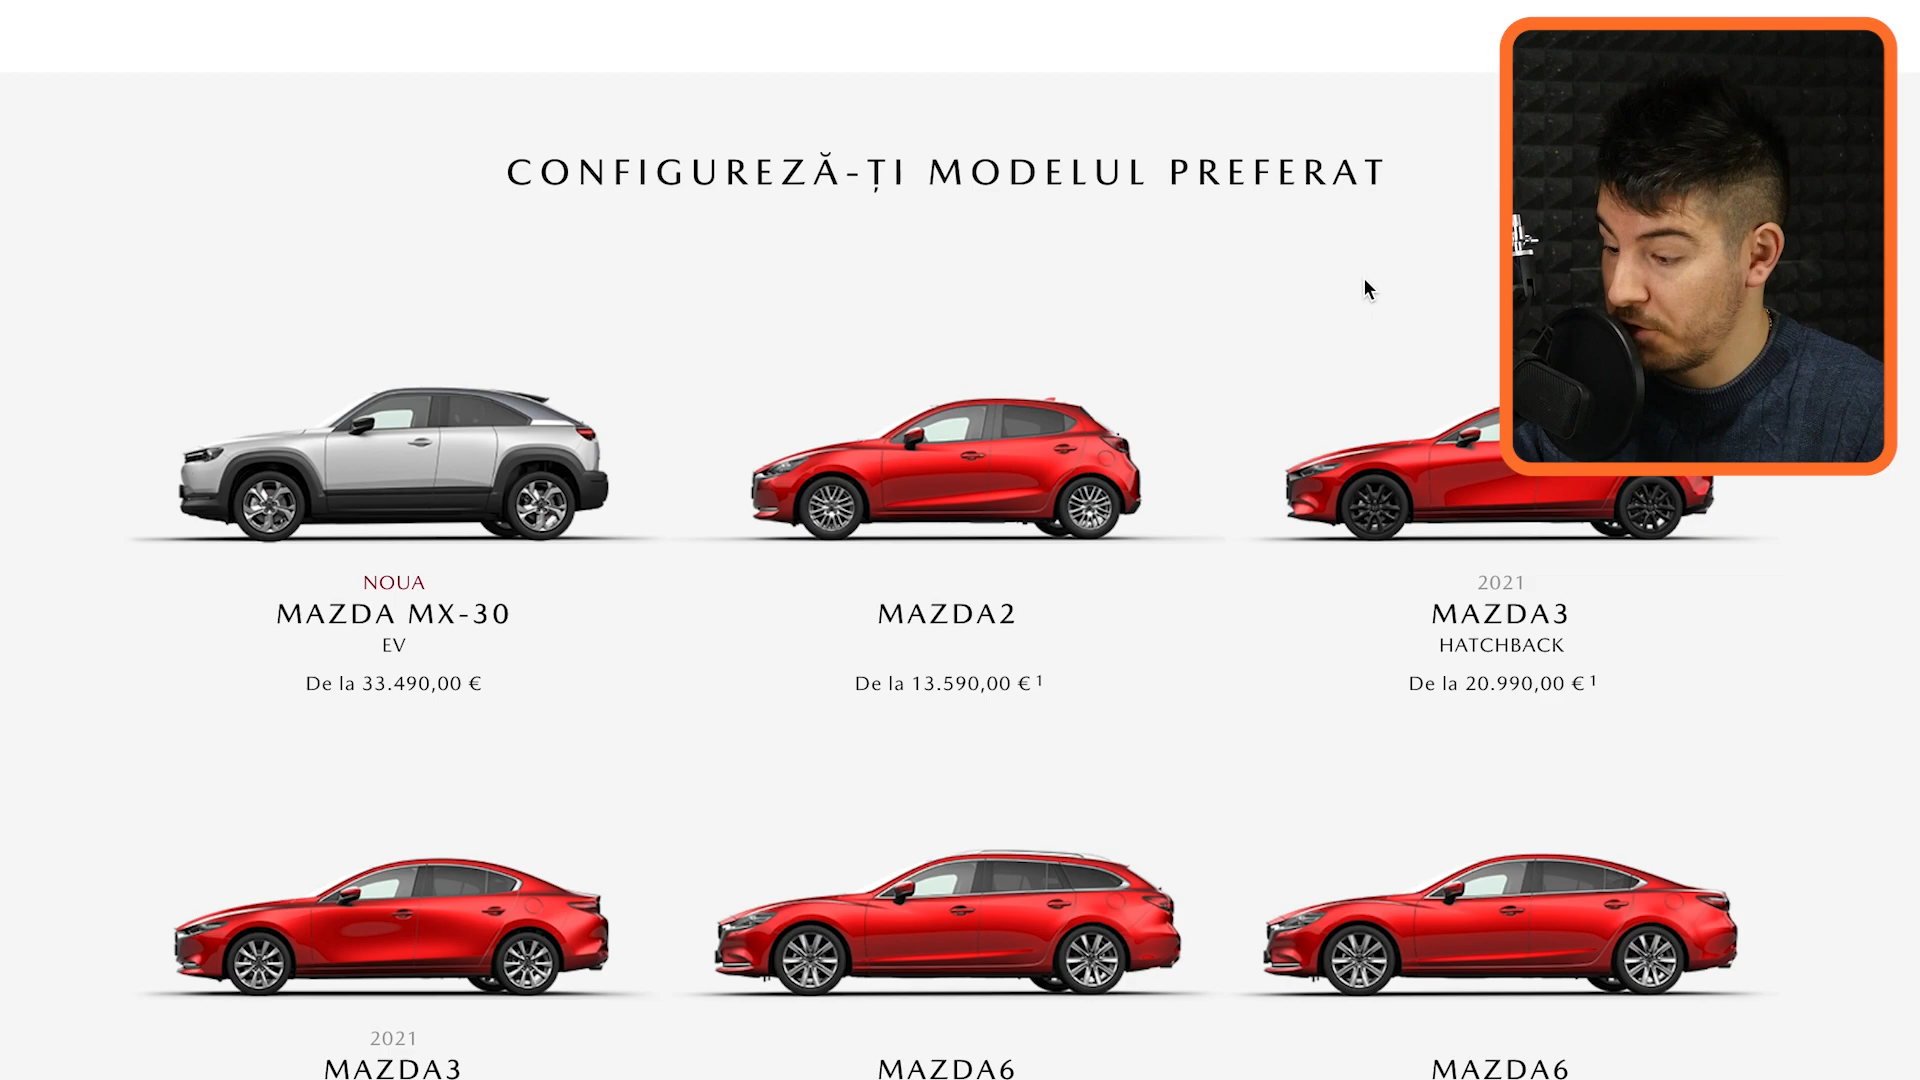 CONFIGUREZĂ-ȚI MODELUL PREFERAT
NOUA
MAZDA MX-30
EV
De la 33.490,00 €
MAZDA2
De la 13.590,00 € ¹
2021
MAZDA3
HATCHBACK
De la 20.990,00 € ¹
2021
MAZDA3
MAZDA6
MAZDA6